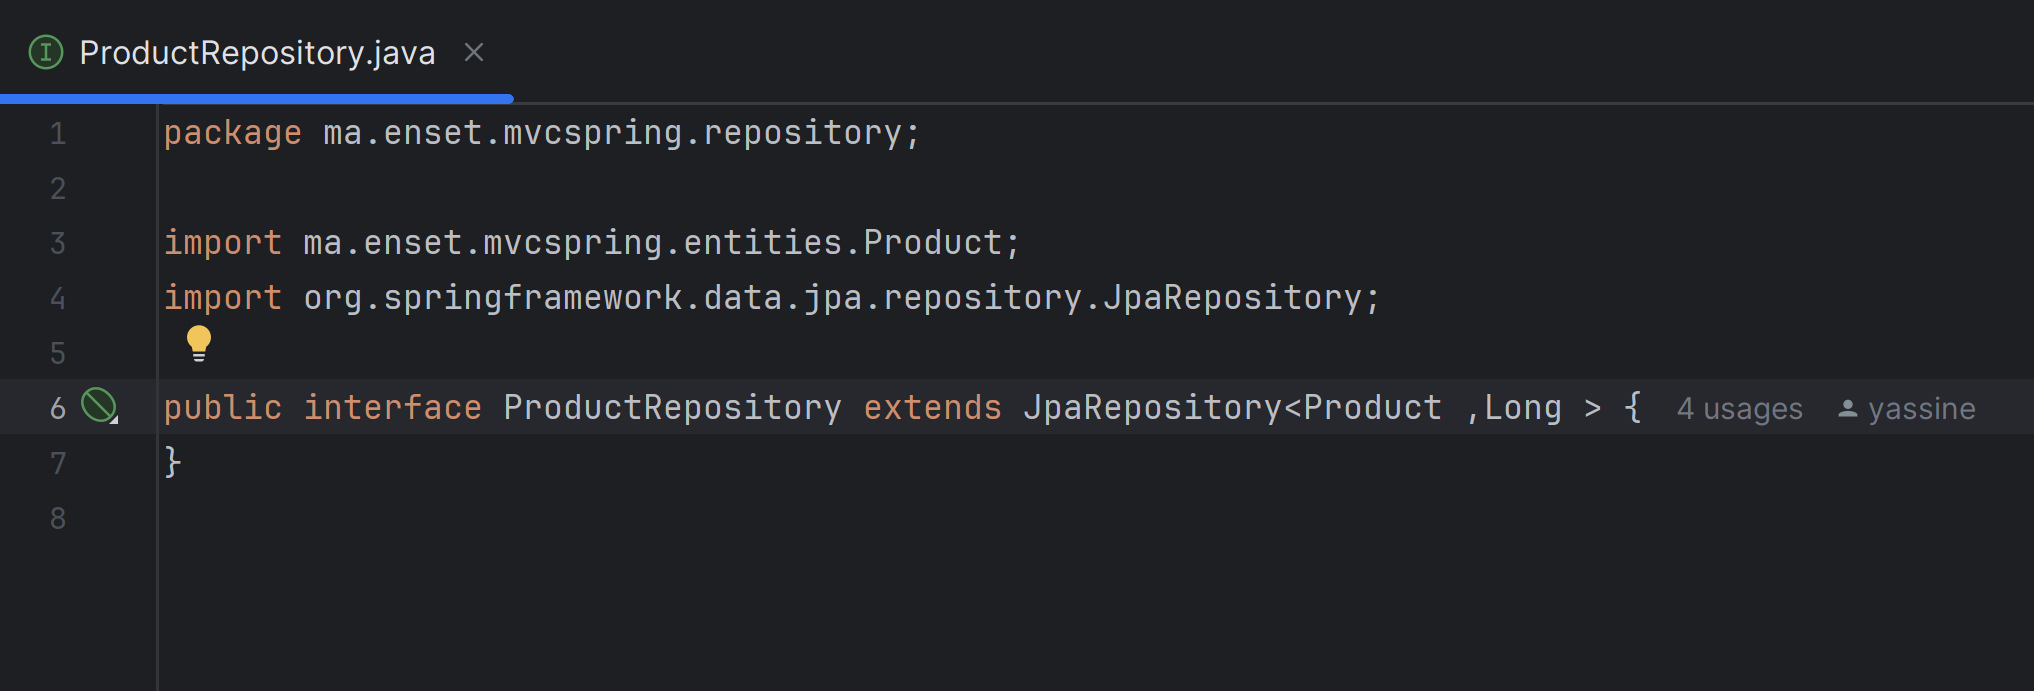 ProductRepository.java
1 package ma.enset.mvcspring.repository;
2
3 import ma.enset.mvcspring.entities.Product;
4 import org.springframework.data.jpa.repository.JpaRepository;
5
6 public interface ProductRepository extends JpaRepository<Product ,Long > { 4 usages yassine
7 }
8